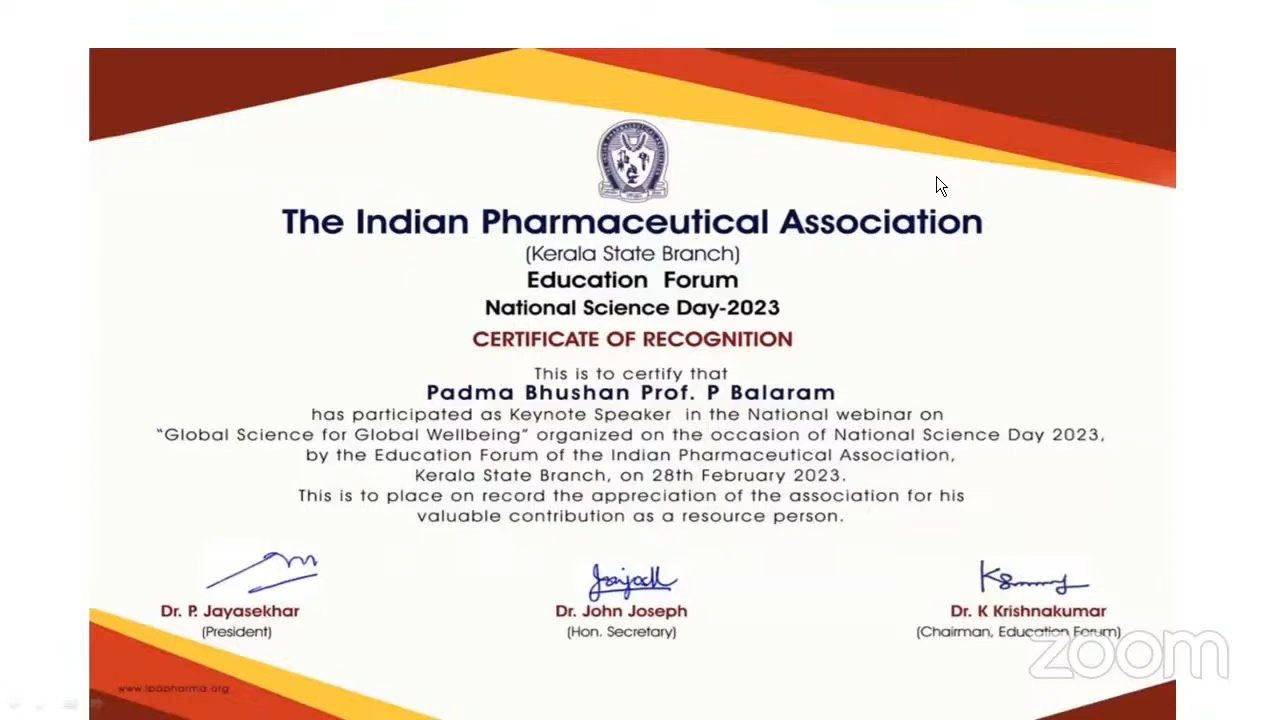 The Indian Pharmaceutical Association
(Kerala State Branch)
Education Forum
National Science Day-2023
CERTIFICATE OF RECOGNITION
This is to certify that
Padma Bhushan Prof. P Balaram
has participated as Keynote Speaker in the National webinar on
“Global Science for Global Wellbeing” organized on the occasion of National Science Day 2023,
by the Education Forum of the Indian Pharmaceutical Association,
Kerala State Branch, on 28th February 2023.
This is to place on record the appreciation of the association for his
valuable contribution as a resource person.
Dr. P. Jayasekhar
(President)
Dr. John Joseph
(Hon. Secretary)
Dr. K Krishnakumar
(Chairman, Education Forum)
zoom
www.ipapharma.org